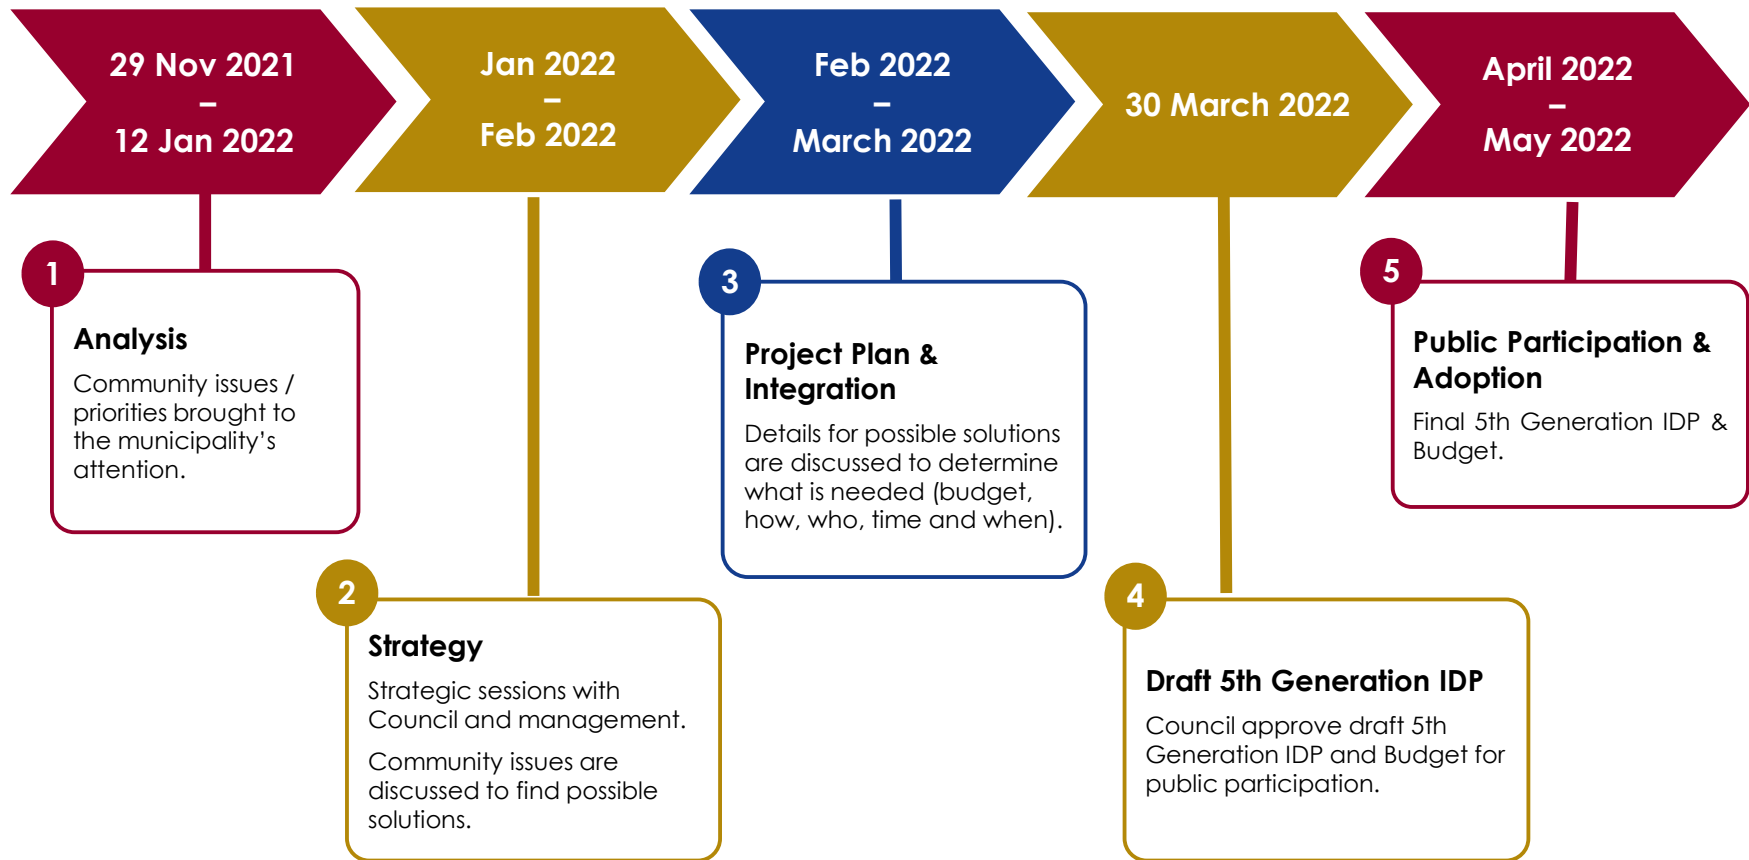 29 Nov 2021
–
12 Jan 2022
Jan 2022
–
Feb 2022
Feb 2022
–
March 2022
30 March 2022
April 2022
–
May 2022
1
Analysis
Community issues /
priorities brought to
the municipality’s
attention.
2
Strategy
Strategic sessions with
Council and management.
Community issues are
discussed to find possible
solutions.
3
Project Plan &
Integration
Details for possible solutions
are discussed to determine
what is needed (budget,
how, who, time and when).
4
Draft 5th Generation IDP
Council approve draft 5th
Generation IDP and Budget for
public participation.
5
Public Participation &
Adoption
Final 5th Generation IDP &
Budget.